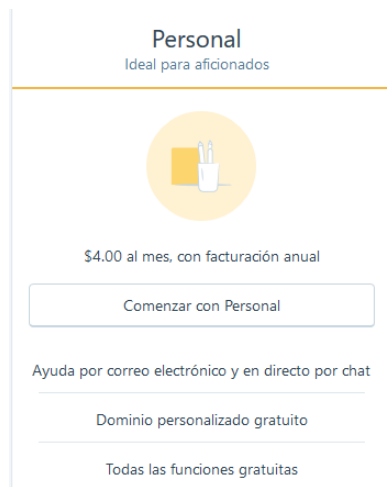 Personal
Ideal para aficionados
$4.00 al mes, con facturación anual
Comenzar con Personal
Ayuda por correo electrónico y en directo por chat
Dominio personalizado gratuito
Todas las funciones gratuitas